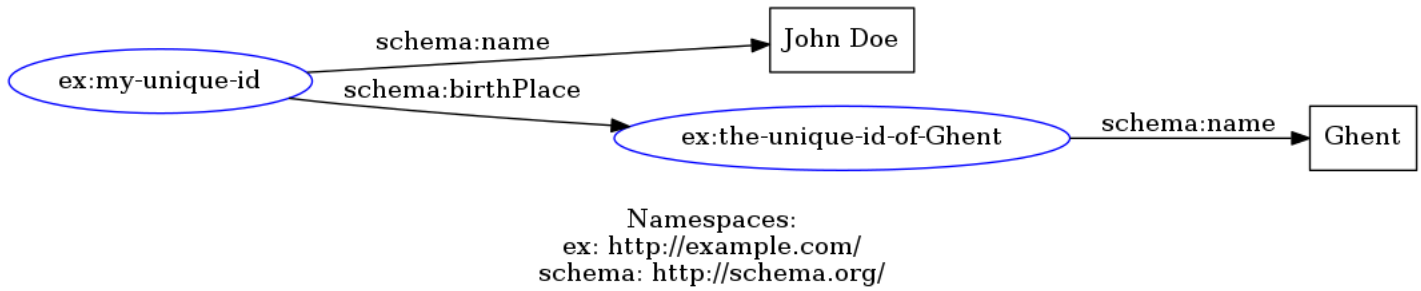 schema:name
John Doe
ex:my-unique-id
schema:birthPlace
ex:the-unique-id-of-Ghent
schema:name
Ghent
Namespaces:
ex: http://example.com/
schema: http://schema.org/